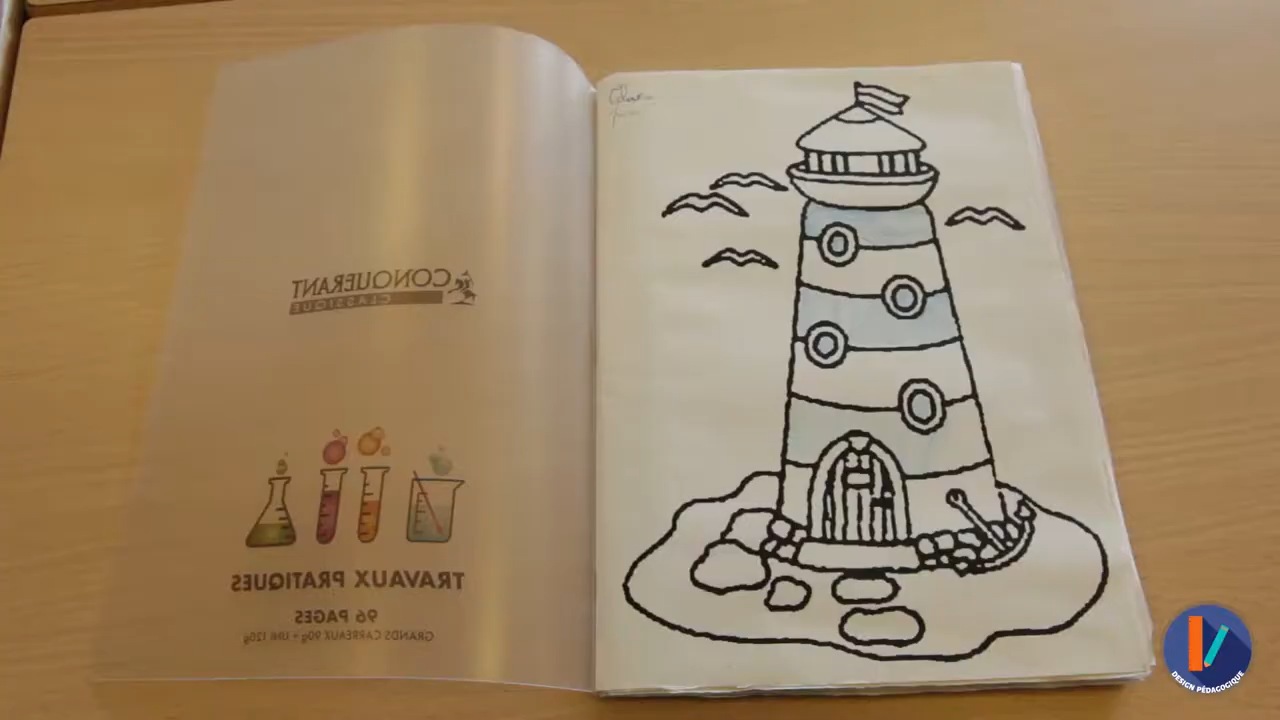 CONQUERANT
CLASSIQUE
TRAVAUX PRATIQUES
96 PAGES
GRANDS CARREAUX 90g + UNI 120g
DESIGN PÉDAGOGIQUE